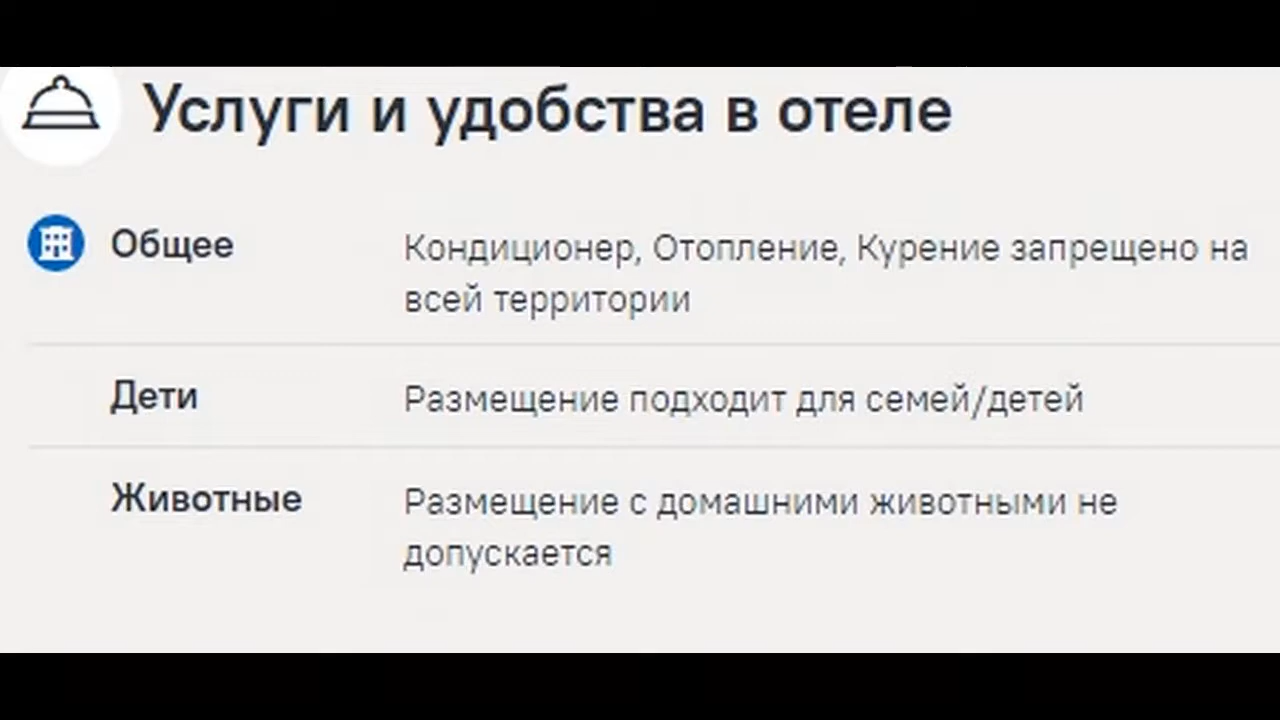 Услуги и удобства в отеле
Общее
Кондиционер, Отопление, Курение запрещено на
всей территории
Дети
Размещение подходит для семей/детей
Животные
Размещение с домашними животными не
допускается